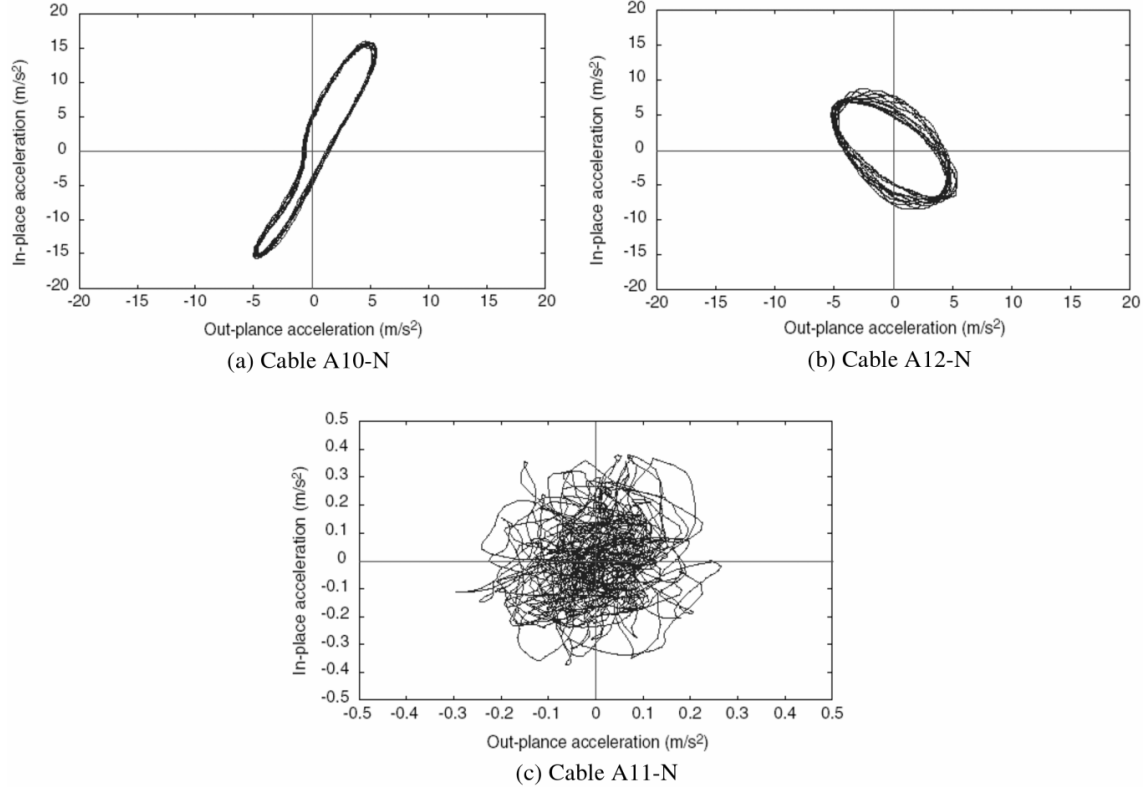 20
15
10
5
0
-5
-10
-15
-20
In-place acceleration (m/s2)
-20 -15 -10 -5 0 5 10 15 20
Out-plance acceleration (m/s2)
(a) Cable A10-N
20
15
10
5
0
-5
-10
-15
-20
In-place acceleration (m/s2)
-20 -15 -10 -5 0 5 10 15 20
Out-plance acceleration (m/s2)
(b) Cable A12-N
0.5
0.4
0.3
0.2
0.1
0
-0.1
-0.2
-0.3
-0.4
-0.5
In-place acceleration (m/s2)
-0.5 -0.4 -0.3 -0.2 -0.1 0 0.1 0.2 0.3 0.4 0.5
Out-plance acceleration (m/s2)
(c) Cable A11-N